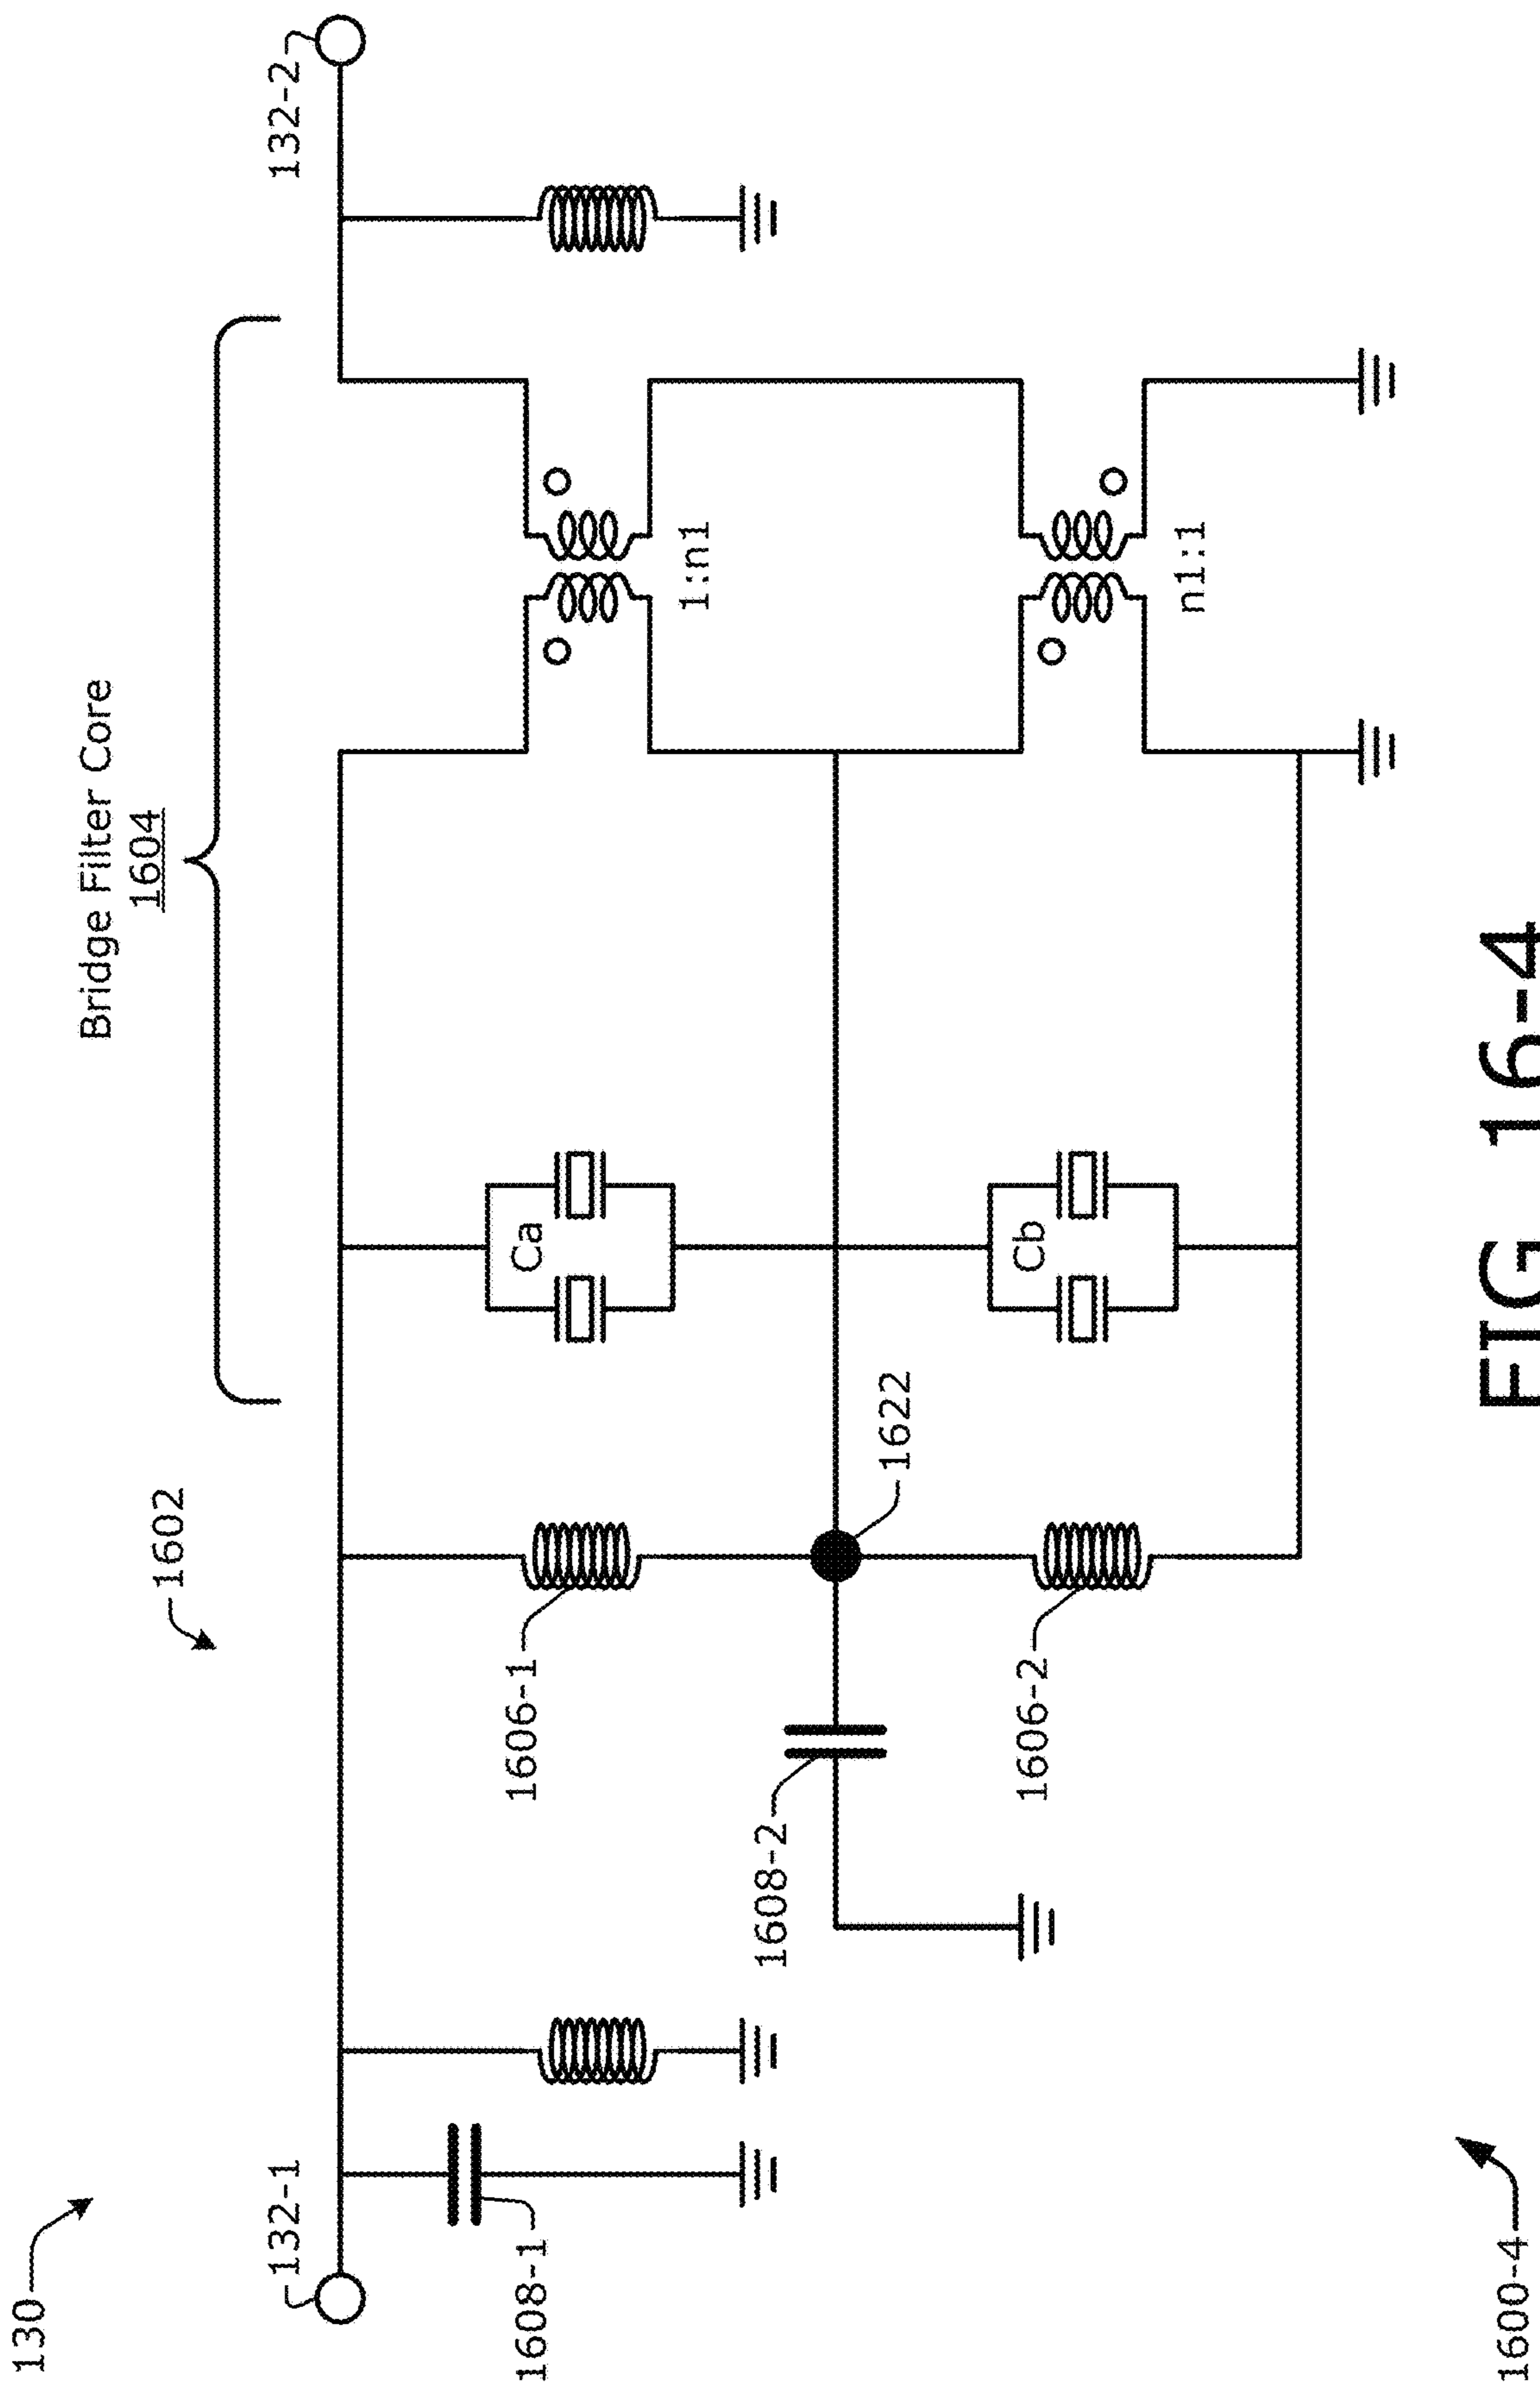 130
132-1
1608-1
1602
Bridge Filter Core
1604
132-2
1606-1
1608-2
1622
1606-2
Ca
Cb
1:n1
n1:1
1600-4
FIG. 16-4